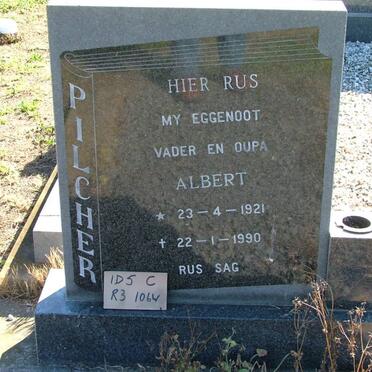 PILCHER
HIER RUS
MY EGGENOOT
VADER EN OUPA
ALBERT
★ 23-4-1921
✝ 22-1-1990
RUS SAG
1D5 C
R3 1064